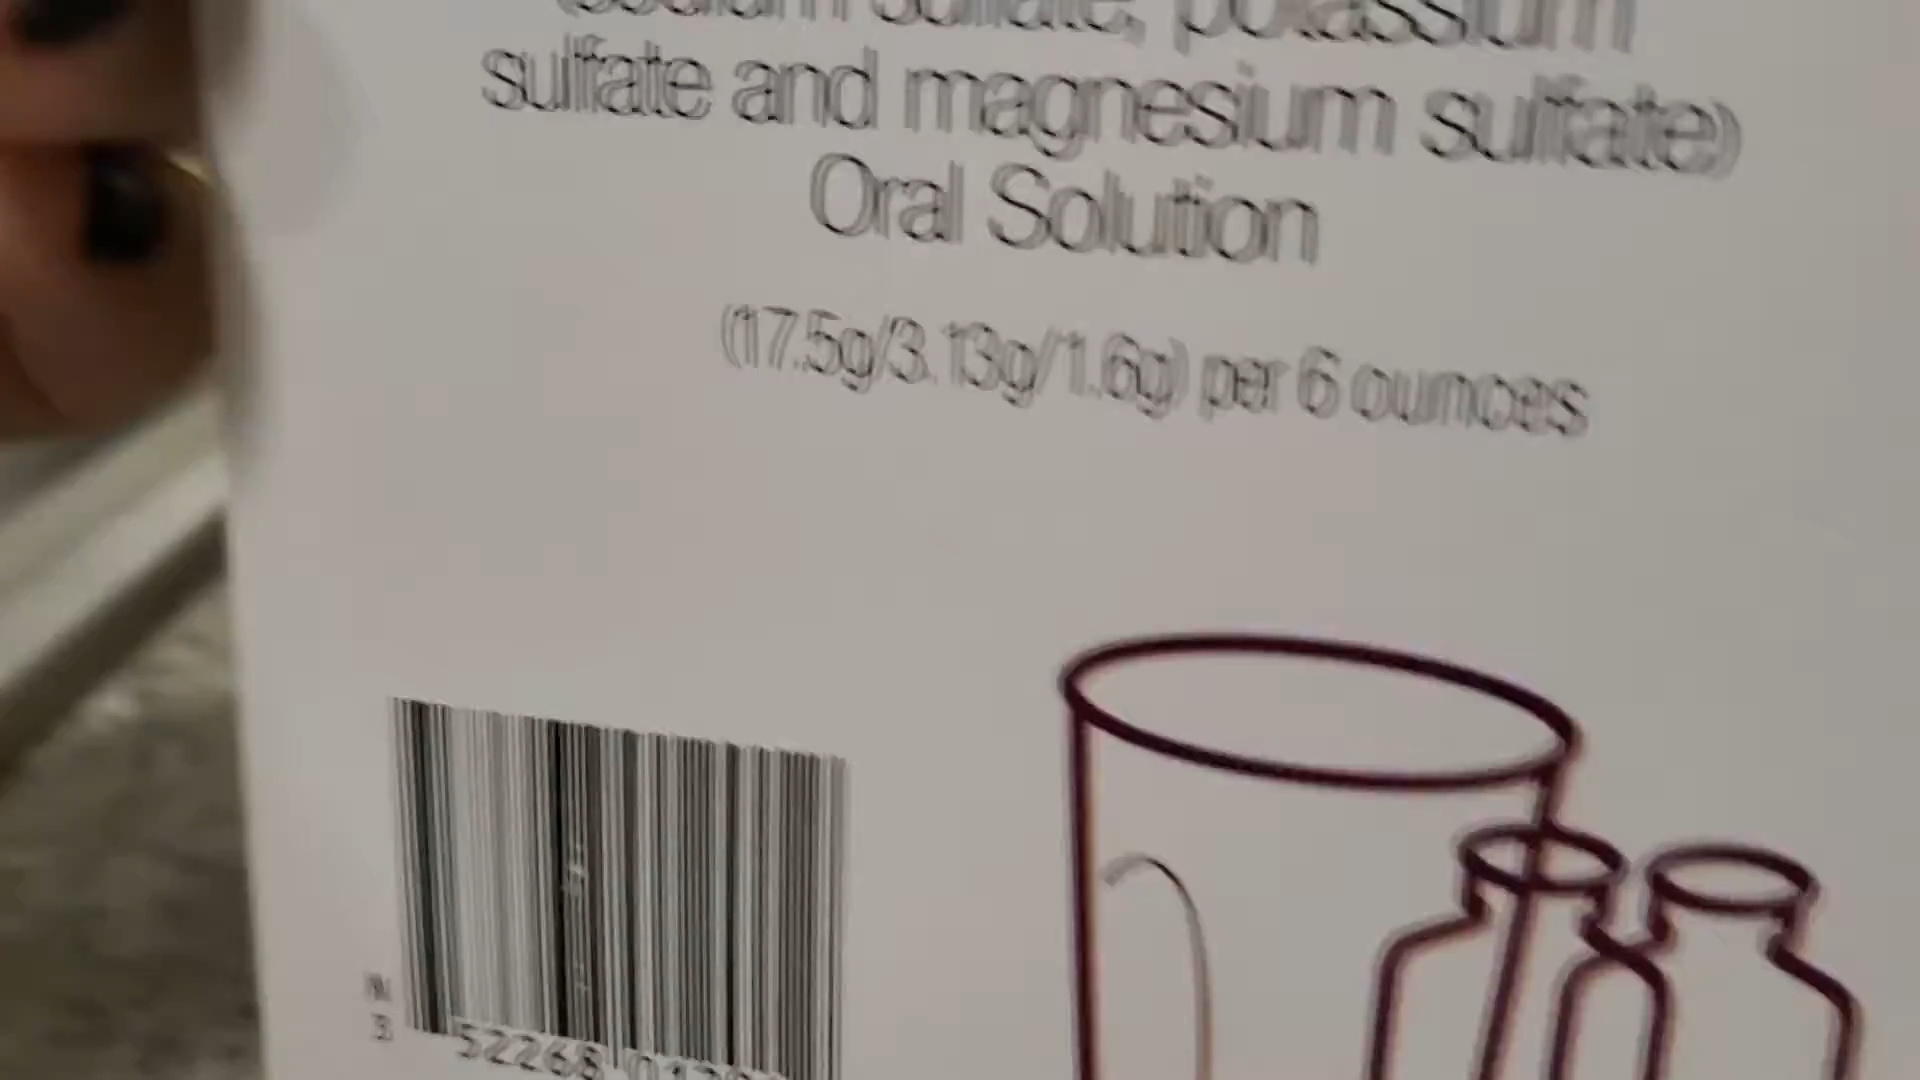 (sodium sulfate, potassium
sulfate and magnesium sulfate)
Oral Solution
(17.5g/3.13g/1.6g) per 6 ounces
N
3
52268